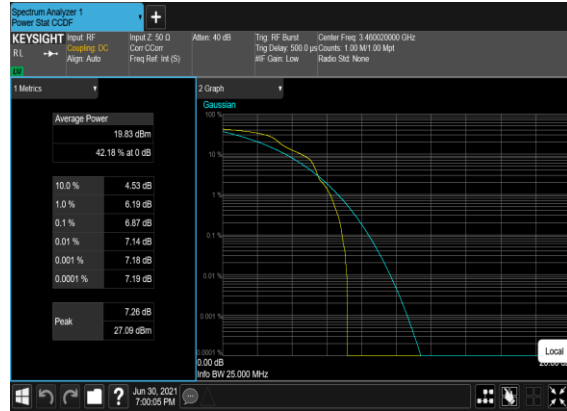 Spectrum Analyzer 1
Power Stat CCDF
KEYSIGHT
RL
Input: RF
Coupling: DC
Align: Auto
Input Z: 50 Ω
Corr CCorr
Freq Ref: Int (S)
Atten: 40 dB
Trig: RF Burst
Trig Delay: 500.0 µs
#IF Gain: Low
Center Freq: 3.460020000 GHz
Counts: 1.00 M/1.00 Mpt
Radio Std: None
1 Metrics
Average Power
19.83 dBm
42.18 % at 0 dB
10.0 % 4.53 dB
1.0 % 6.19 dB
0.1 % 6.87 dB
0.01 % 7.14 dB
0.001 % 7.18 dB
0.0001 % 7.19 dB
Peak
7.26 dB
27.09 dBm
2 Graph
Gaussian
100 %
10 %
1 %
0.1 %
0.01 %
0.001 %
0.0001 %
0.00 dB
Info BW 25.000 MHz
Local
Jun 30, 2021
7:00:05 PM